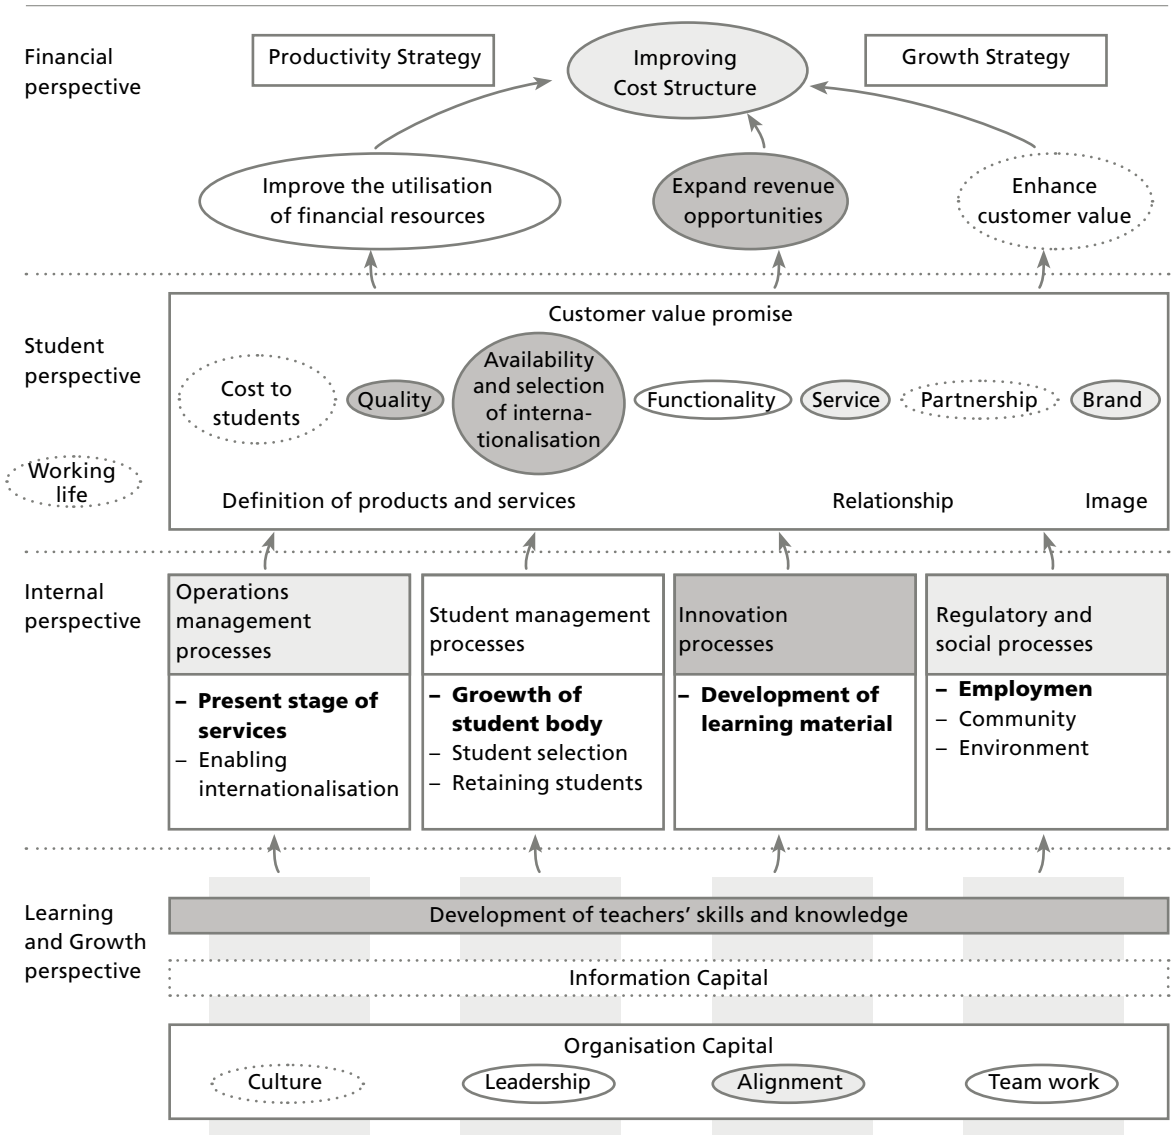 Financial
perspective
Productivity Strategy
Improving
Cost Structure
Growth Strategy
Improve the utilisation
of financial resources
Expand revenue
opportunities
Enhance
customer value
Student
perspective
Customer value promise
Cost to
students
Quality
Availability
and selection
of interna-
tionalisation
Functionality
Service
Partnership
Brand
Working
life
Definition of products and services
Relationship
Image
Internal
perspective
Operations
management
processes
– Present stage of
services
– Enabling
internationalisation
Student management
processes
– Groewth of
student body
– Student selection
– Retaining students
Innovation
processes
– Development of
learning material
Regulatory and
social processes
– Employmen
– Community
– Environment
Learning
and Growth
perspective
Development of teachers’ skills and knowledge
Information Capital
Organisation Capital
Culture
Leadership
Alignment
Team work